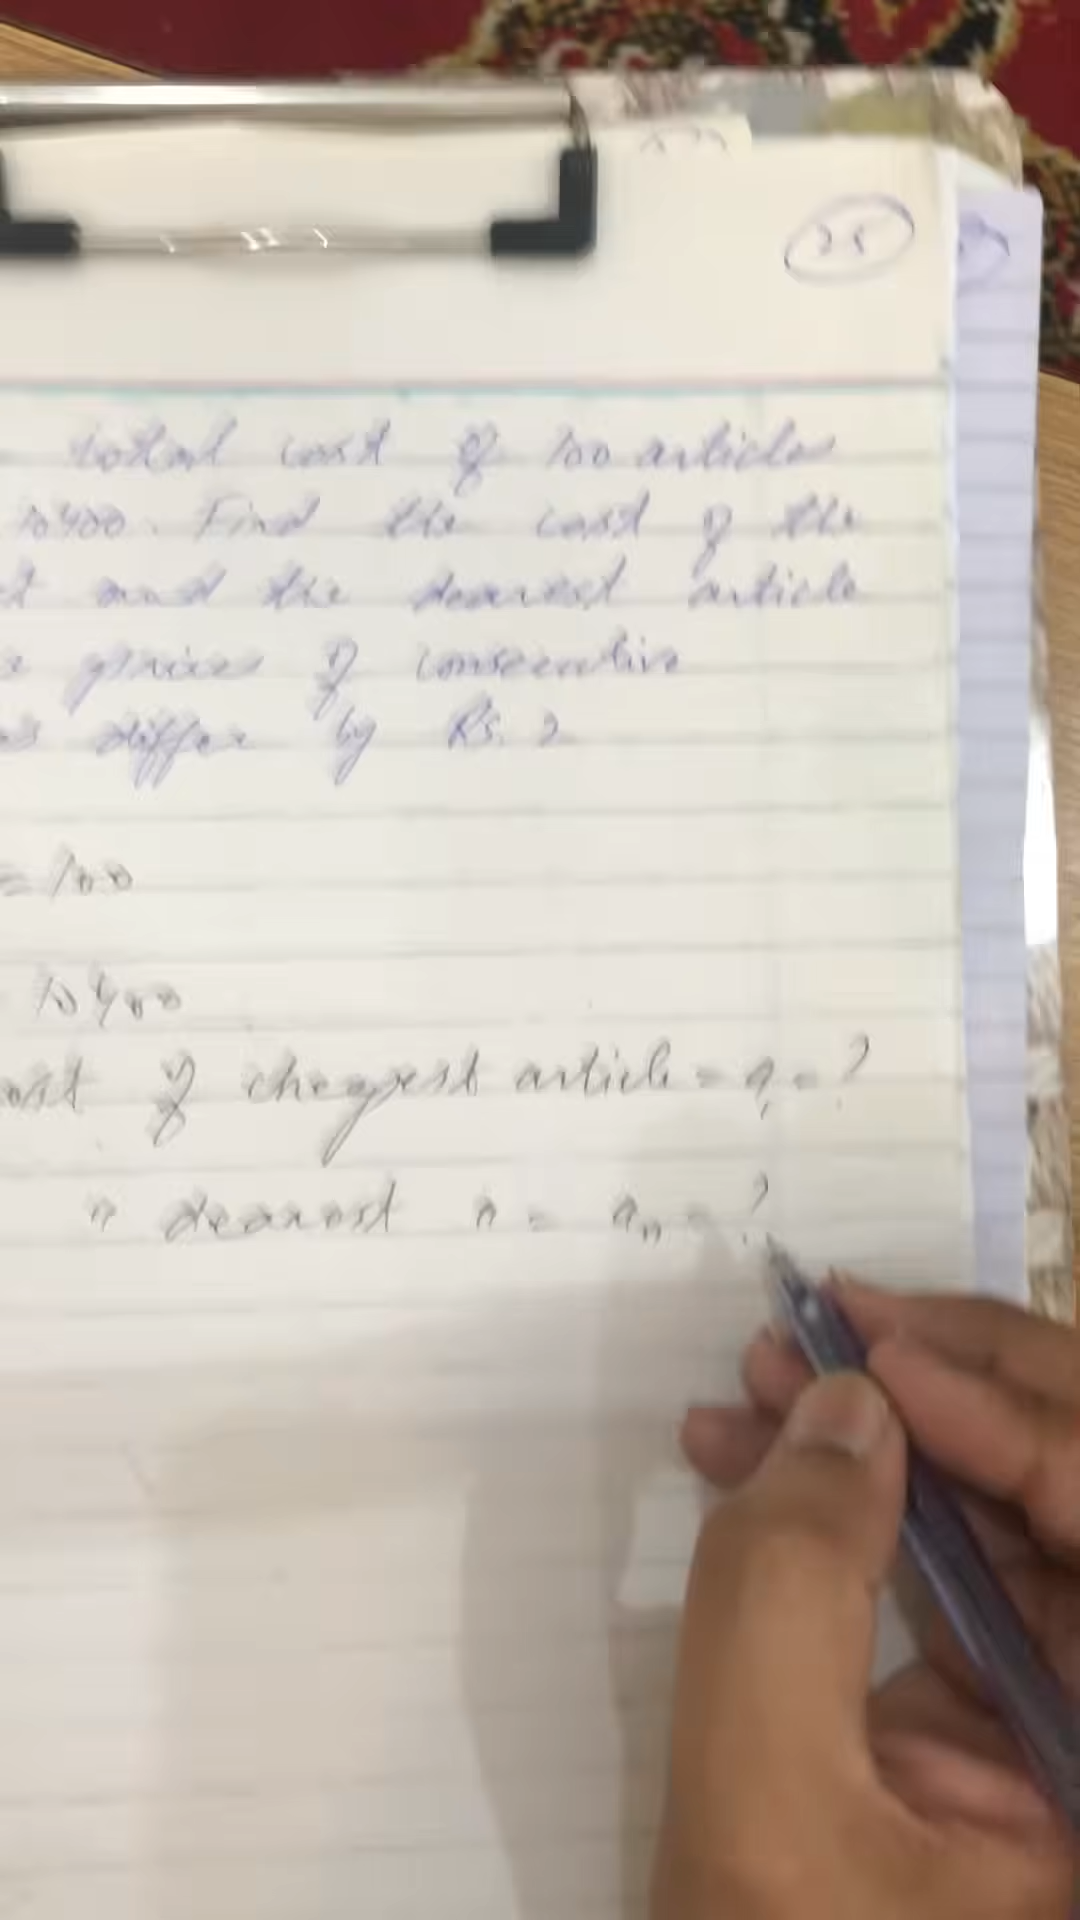 25
total cost of 100 articles
10400. Find the cost of the
and the dearest article
prices of consecutive
differ by Rs. 2
= 100
10400
of cheapest article = a₁ = ?
" dearest " = aₙ = ?